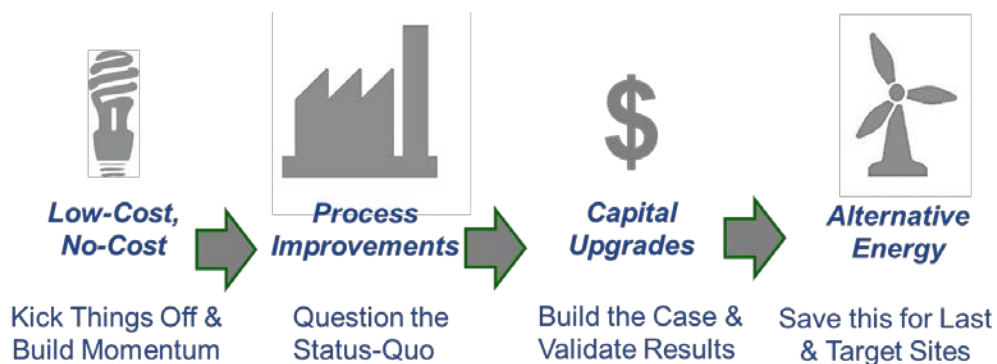 $
Low-Cost,
No-Cost
Process
Improvements
Capital
Upgrades
Alternative
Energy
Kick Things Off &
Build Momentum
Question the
Status-Quo
Build the Case &
Validate Results
Save this for Last
& Target Sites